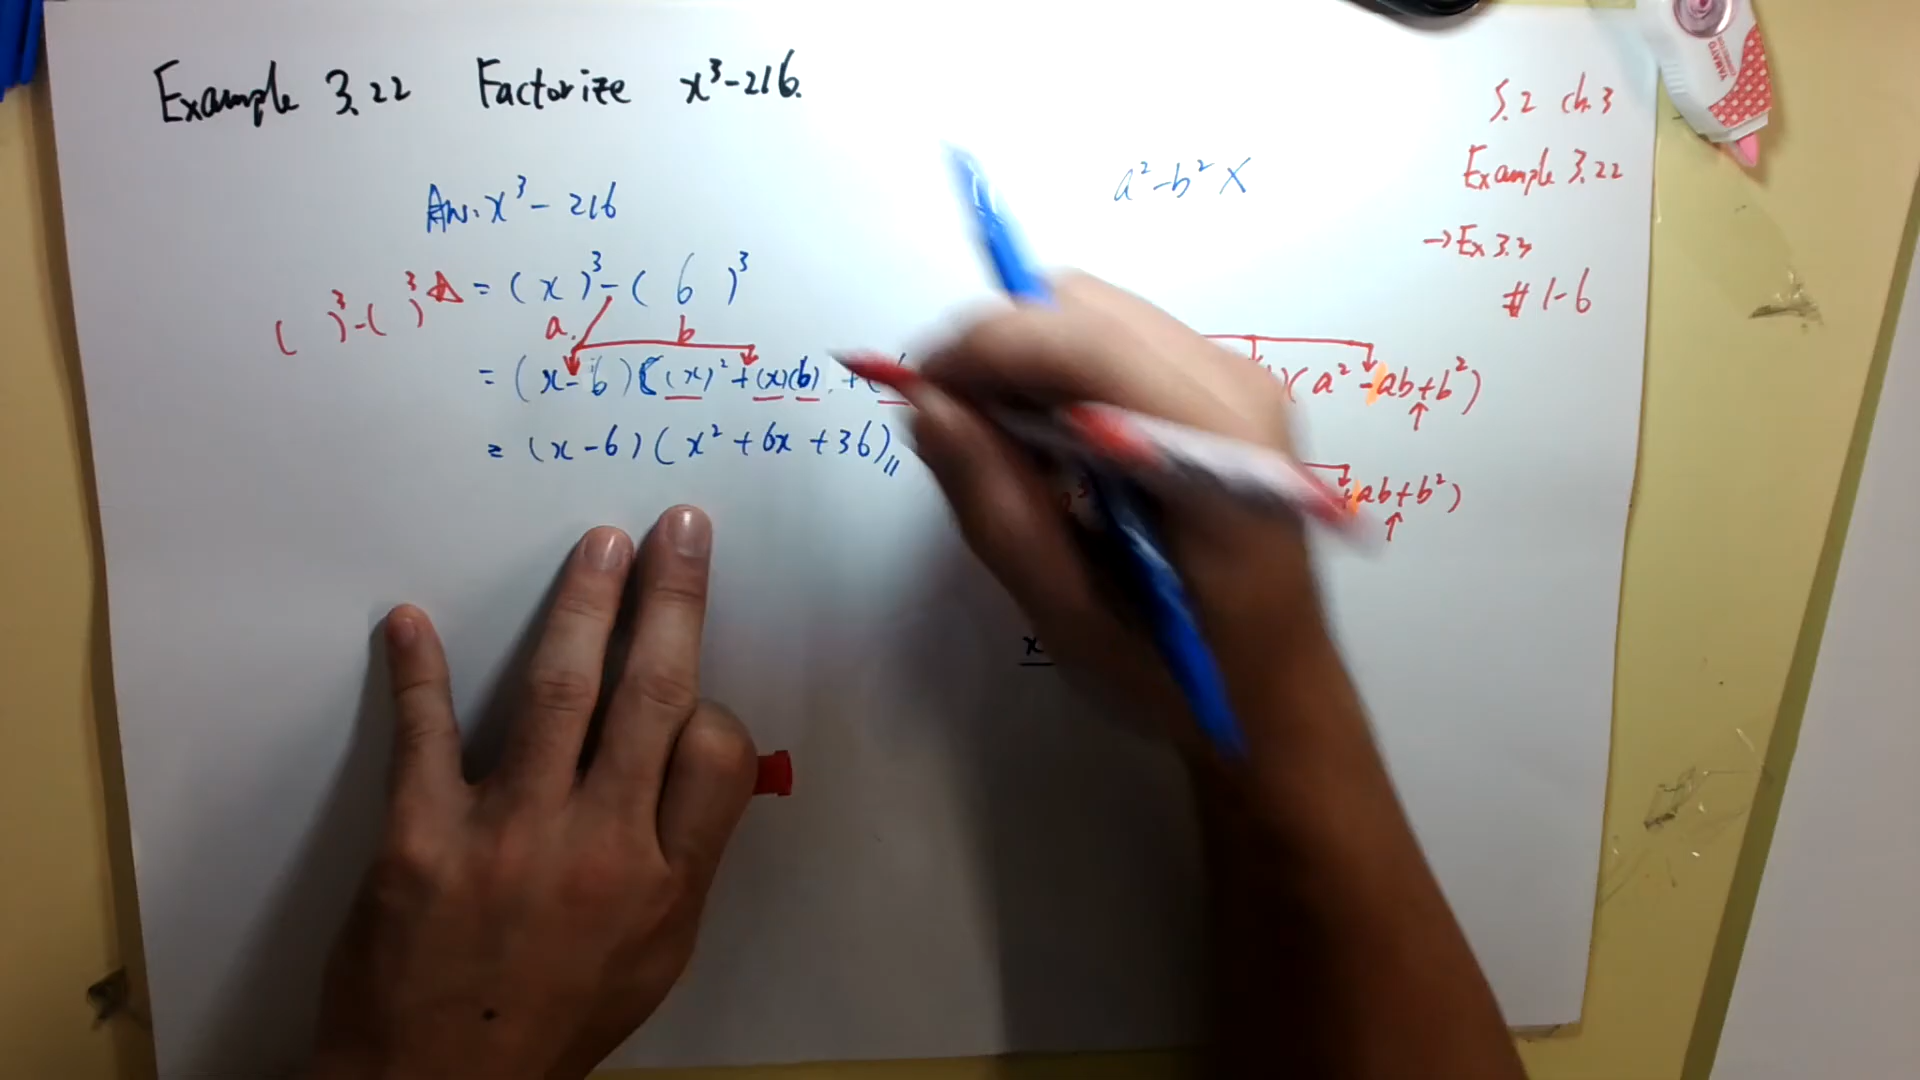 Example 3.22 Factorize x³-216.
Ans: x³ - 216
( )³-( )³ = (x)³-( 6 )³
a. b
= (x-6)((x)²+(x)(6) +(6
= (x-6)(x²+6x+36)
a²-b² X
S.2 ch.3
Example 3.22
→Ex 3.3
# 1-6
)(a²-ab+b²)
+ab+b²)
x
YAMATO